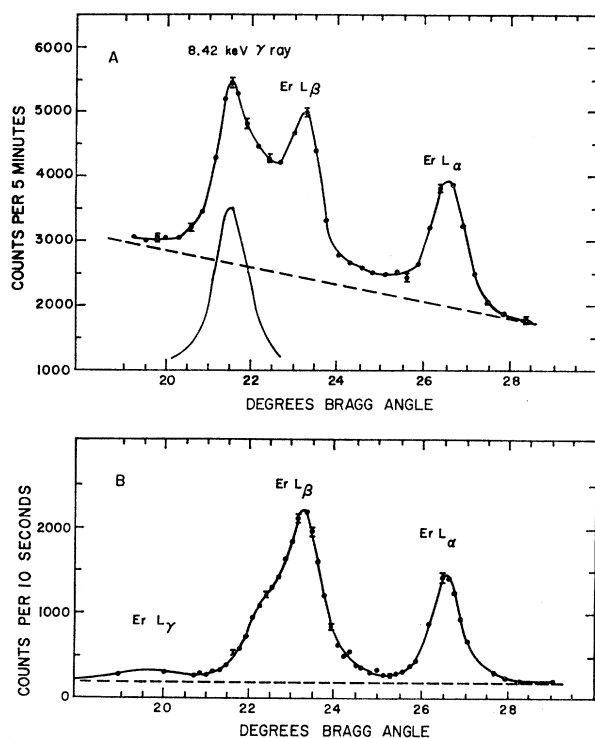 A
8.42 keV γ ray
Er Lβ
Er Lα
6000
5000
4000
3000
2000
1000
COUNTS PER 5 MINUTES
20 22 24 26 28
DEGREES BRAGG ANGLE
B
Er Lβ
Er Lα
Er Lγ
2000
1000
0
COUNTS PER 10 SECONDS
20 22 24 26 28
DEGREES BRAGG ANGLE